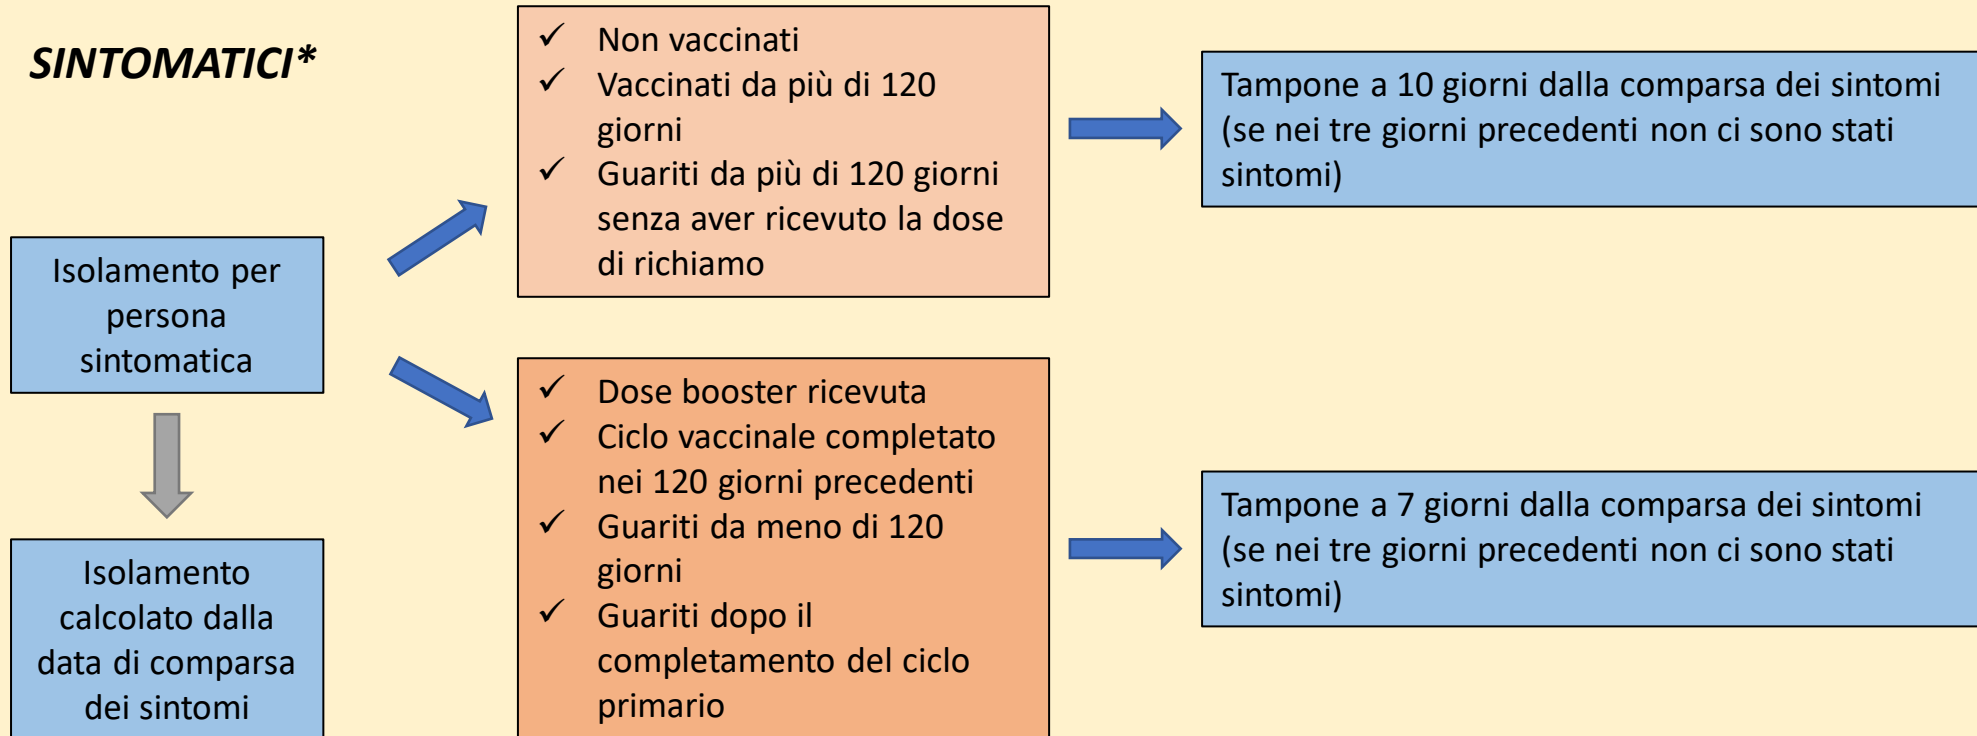 SINTOMATICI*
Isolamento per
persona
sintomatica
Isolamento
calcolato dalla
data di comparsa
dei sintomi
✓ Non vaccinati
✓ Vaccinati da più di 120
giorni
✓ Guariti da più di 120 giorni
senza aver ricevuto la dose
di richiamo
Tampone a 10 giorni dalla comparsa dei sintomi
(se nei tre giorni precedenti non ci sono stati
sintomi)
✓ Dose booster ricevuta
✓ Ciclo vaccinale completato
nei 120 giorni precedenti
✓ Guariti da meno di 120
giorni
✓ Guariti dopo il
completamento del ciclo
primario
Tampone a 7 giorni dalla comparsa dei sintomi
(se nei tre giorni precedenti non ci sono stati
sintomi)